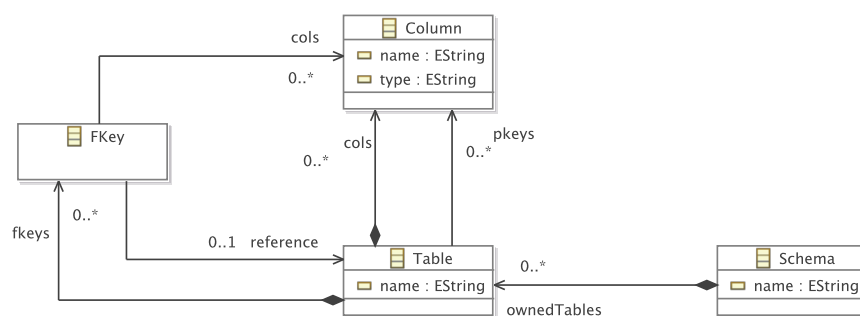 Column
cols
name : EString
0..*
type : EString
FKey
cols
pkeys
0..*
0..*
0..*
fkeys
0..1 reference
Table
0..*
Schema
name : EString
name : EString
ownedTables